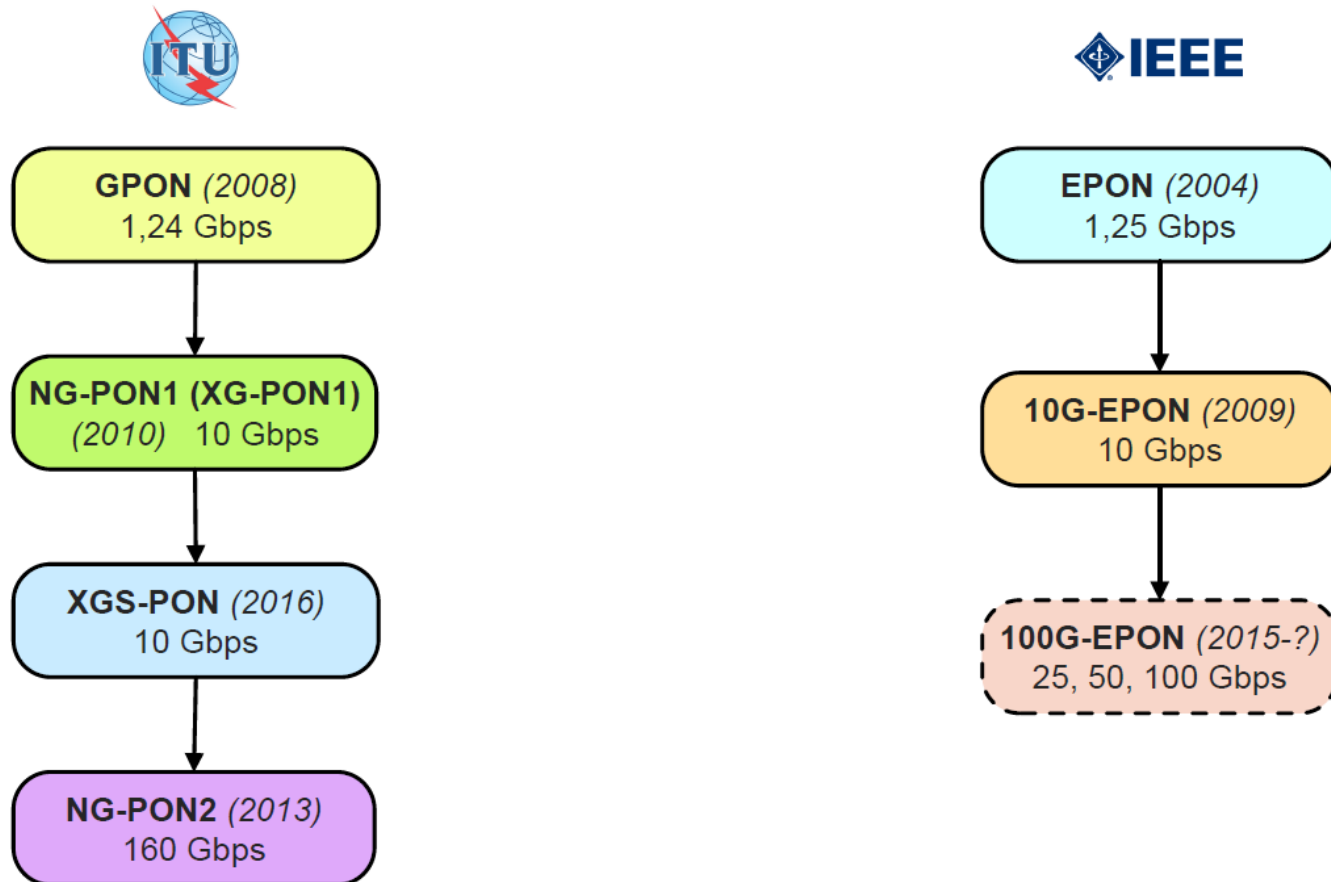 ITU
GPON (2008)
1,24 Gbps
NG-PON1 (XG-PON1)
(2010) 10 Gbps
XGS-PON (2016)
10 Gbps
NG-PON2 (2013)
160 Gbps
IEEE
EPON (2004)
1,25 Gbps
10G-EPON (2009)
10 Gbps
100G-EPON (2015-?)
25, 50, 100 Gbps